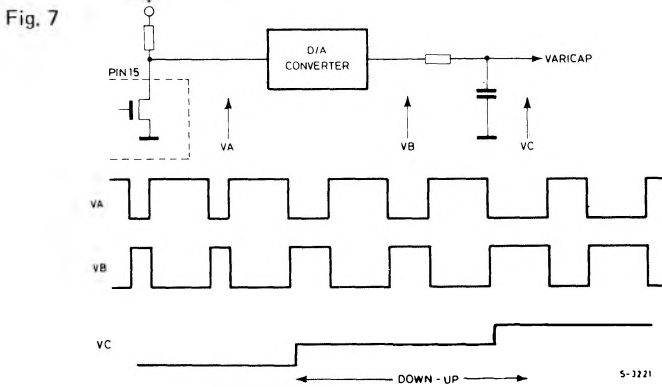 Fig. 7
+
D/A
CONVERTER
VARICAP
PIN 15
VA
VB
VC
VA
VB
VC
DOWN-UP
S-3221